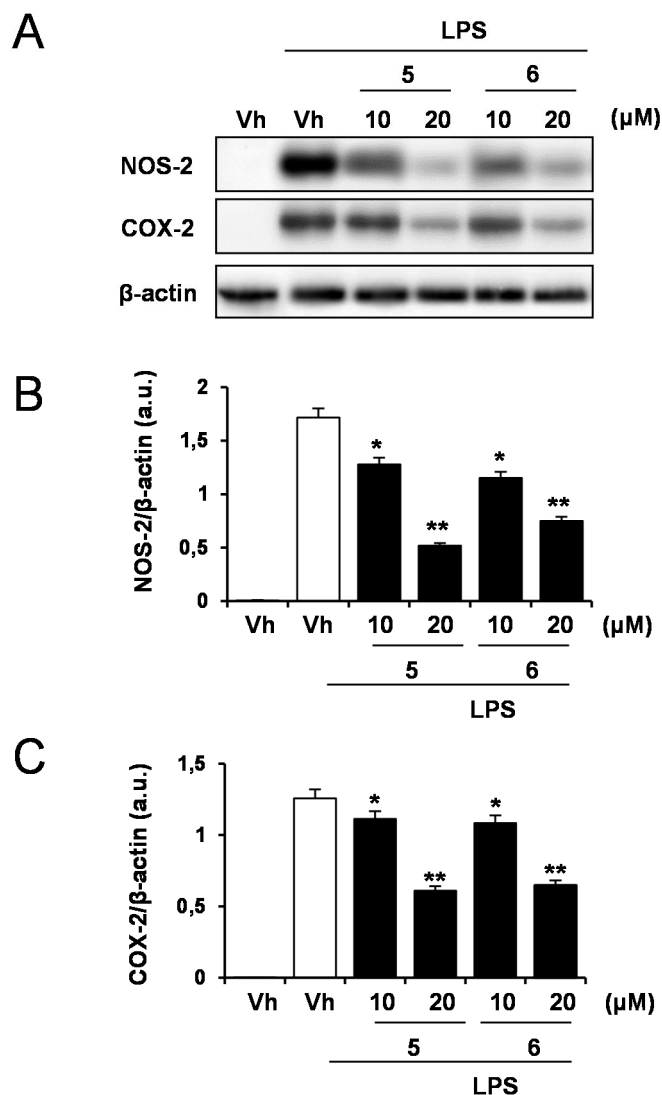 A
LPS
5 6
Vh Vh 10 20 10 20 (µM)
NOS-2
COX-2
β-actin
B
NOS-2/β-actin (a.u.)
2
1,5
1
0,5
0
* ** * **
Vh Vh 10 20 10 20 (µM)
5 6
LPS
C
COX-2/β-actin (a.u.)
1,5
1
0,5
0
* ** * **
Vh Vh 10 20 10 20 (µM)
5 6
LPS